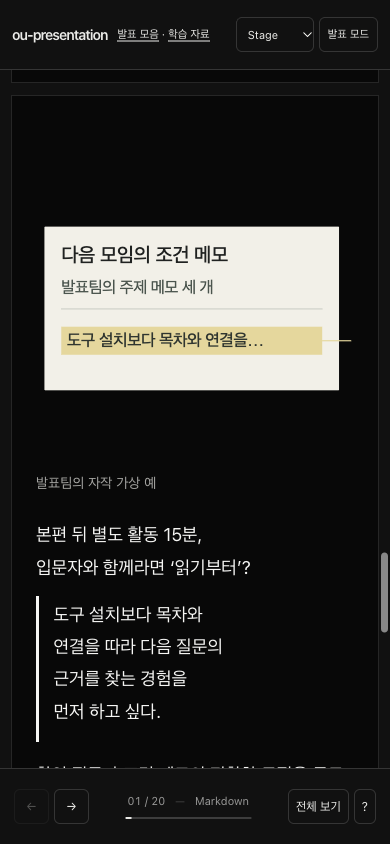 ou-presentation 발표 모음 · 학습 자료 Stage 발표 모드
다음 모임의 조건 메모
발표팀의 주제 메모 세 개
도구 설치보다 목차와 연결을...
발표팀의 자작 가상 예
본편 뒤 별도 활동 15분,
입문자와 함께라면 ‘읽기부터’?
도구 설치보다 목차와
연결을 따라 다음 질문의
근거를 찾는 경험을
먼저 하고 싶다.
← → 01 / 20 — Markdown 전체 보기 ?